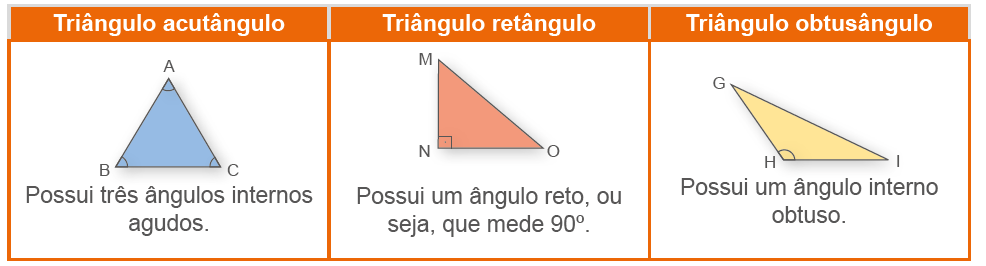 Triângulo acutângulo
Triângulo retângulo
Triângulo obtusângulo
A
B
C
Possui três ângulos internos
agudos.
M
N
O
Possui um ângulo reto, ou
seja, que mede 90º.
G
H
I
Possui um ângulo interno
obtuso.